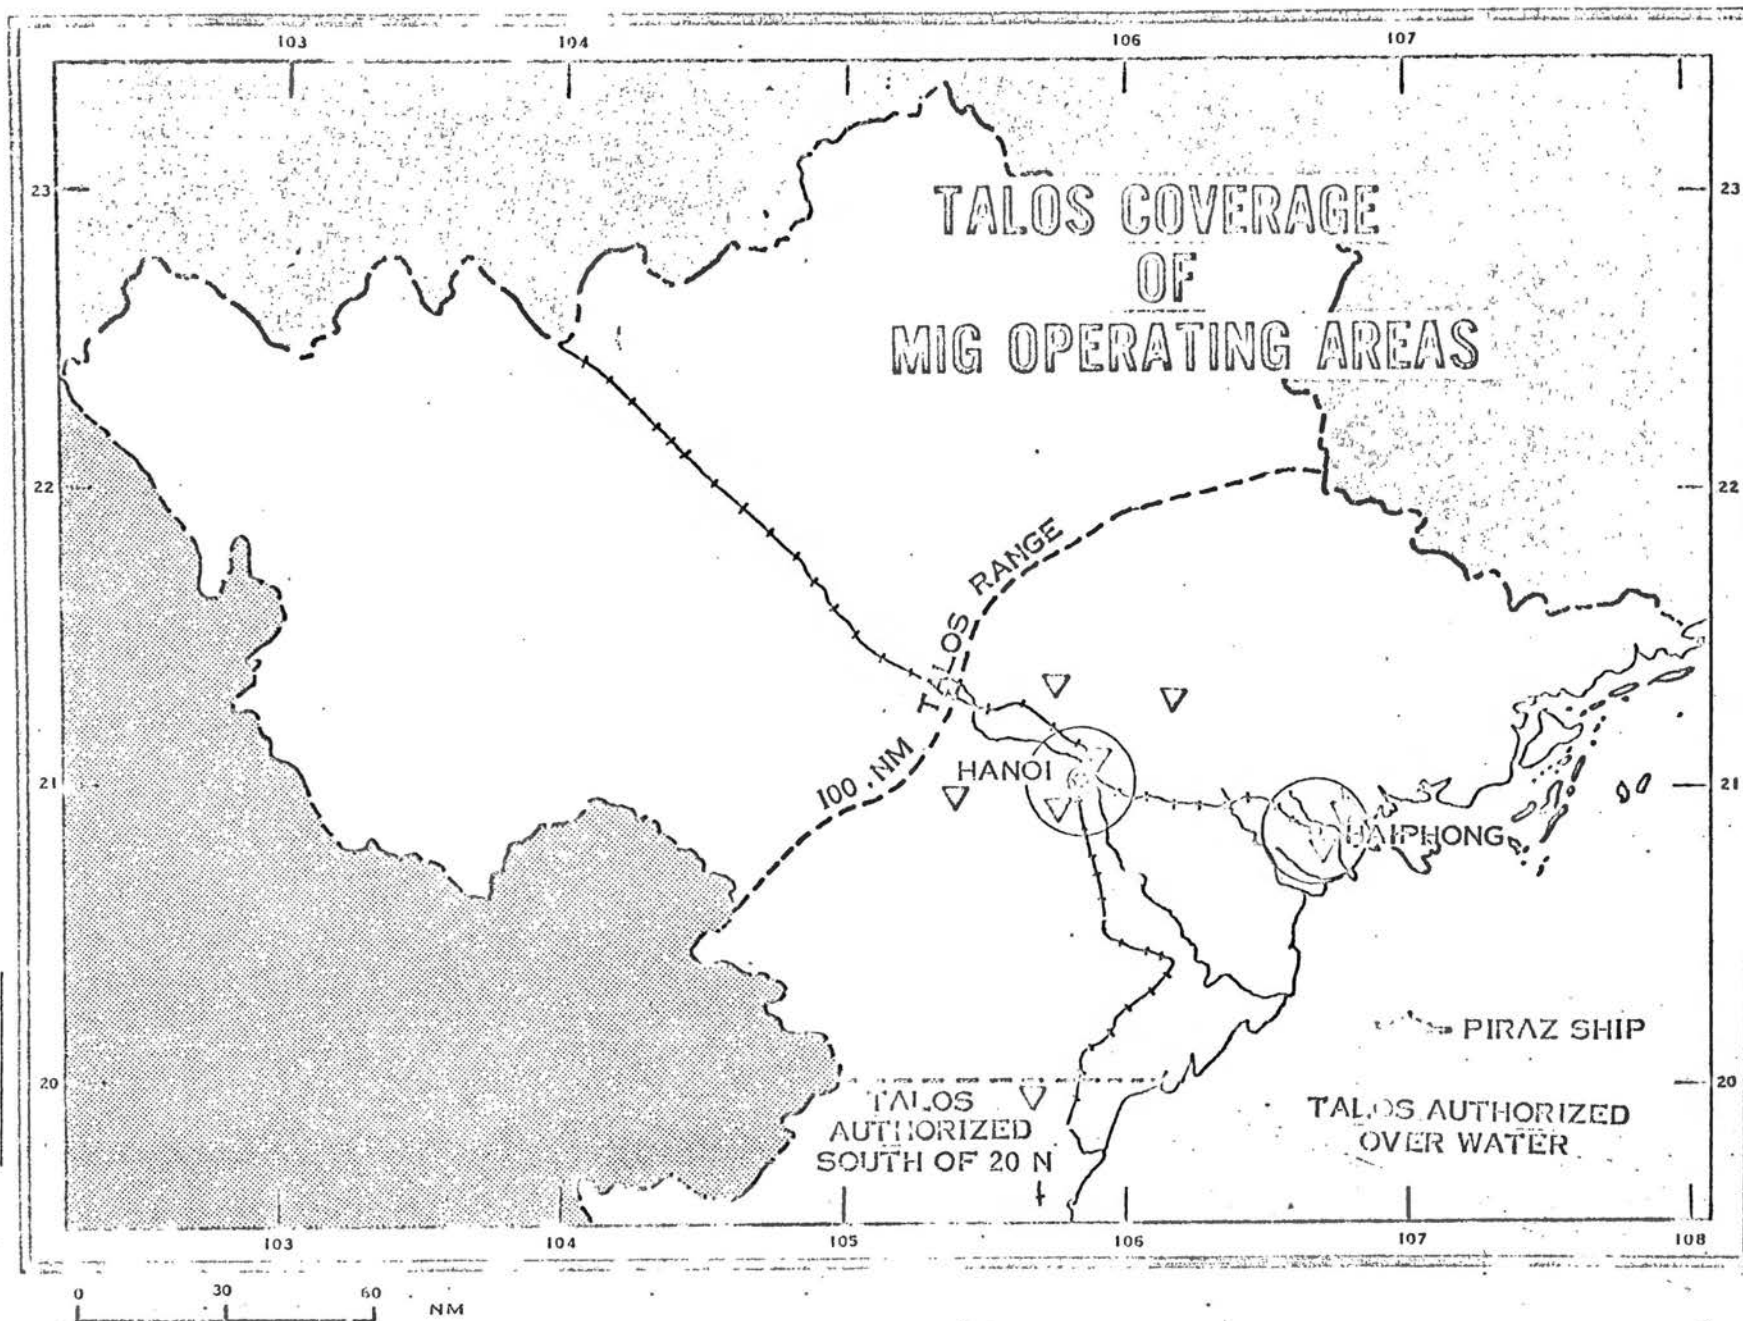 103 104 106 107
23 23
TALOS COVERAGE
OF
MIG OPERATING AREAS
22 22
100 NM TALOS RANGE
HANOI
21 21
HAIPHONG
PIRAZ SHIP
20 20
TALOS
AUTHORIZED
SOUTH OF 20 N
TALOS AUTHORIZED
OVER WATER
103 104 105 106 107 108
0 30 60
NM